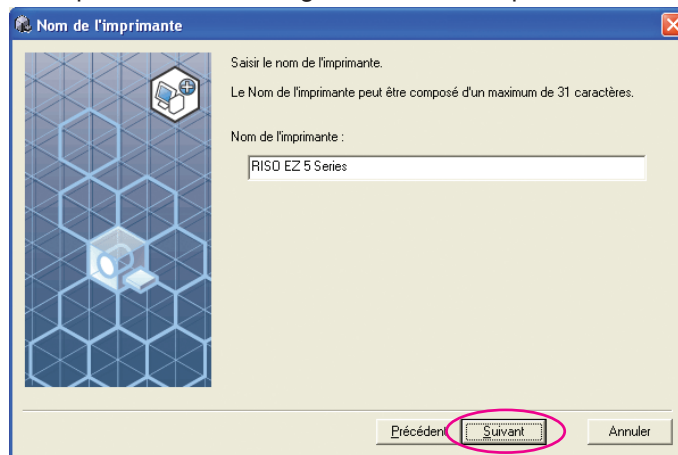 Nom de l'imprimante
Saisir le nom de l'imprimante.
Le Nom de l'imprimante peut être composé d'un maximum de 31 caractères.
Nom de l'imprimante :
RISO EZ 5 Series
Précédent Suivant Annuler